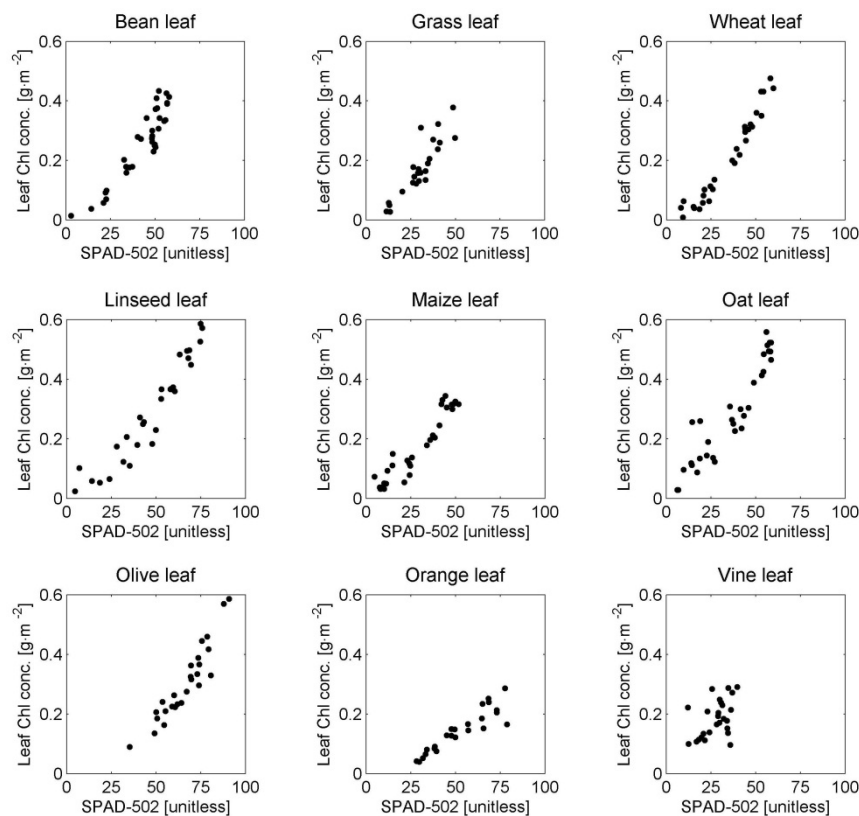 Bean leaf
Grass leaf
Wheat leaf
0.6
0.4
0.2
0
Leaf Chl conc. [g·m⁻²]
0 25 50 75 100
SPAD-502 [unitless]
0.6
0.4
0.2
0
Leaf Chl conc. [g·m⁻²]
0 25 50 75 100
SPAD-502 [unitless]
0.6
0.4
0.2
0
Leaf Chl conc. [g·m⁻²]
0 25 50 75 100
SPAD-502 [unitless]
Linseed leaf
Maize leaf
Oat leaf
0.6
0.4
0.2
0
Leaf Chl conc. [g·m⁻²]
0 25 50 75 100
SPAD-502 [unitless]
0.6
0.4
0.2
0
Leaf Chl conc. [g·m⁻²]
0 25 50 75 100
SPAD-502 [unitless]
0.6
0.4
0.2
0
Leaf Chl conc. [g·m⁻²]
0 25 50 75 100
SPAD-502 [unitless]
Olive leaf
Orange leaf
Vine leaf
0.6
0.4
0.2
0
Leaf Chl conc. [g·m⁻²]
0 25 50 75 100
SPAD-502 [unitless]
0.6
0.4
0.2
0
Leaf Chl conc. [g·m⁻²]
0 25 50 75 100
SPAD-502 [unitless]
0.6
0.4
0.2
0
Leaf Chl conc. [g·m⁻²]
0 25 50 75 100
SPAD-502 [unitless]